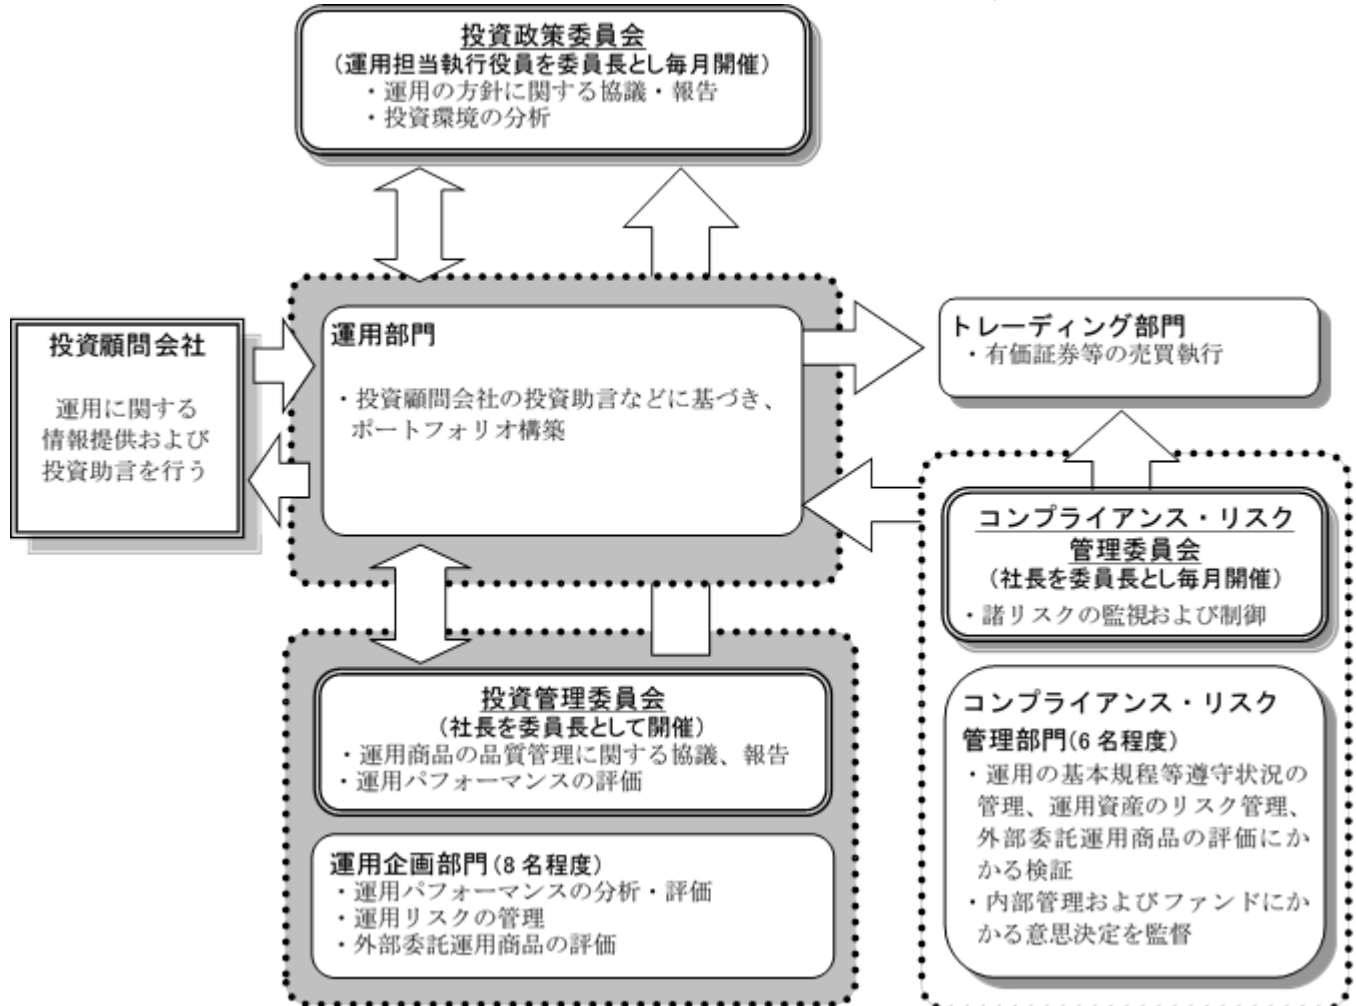 投資政策委員会
(運用担当執行役員を委員長とし毎月開催)
・運用の方針に関する協議・報告
・投資環境の分析
投資顧問会社
運用に関する
情報提供および
投資助言を行う
運用部門
・投資顧問会社の投資助言などに基づき、
ポートフォリオ構築
トレーディング部門
・有価証券等の売買執行
コンプライアンス・リスク
管理委員会
(社長を委員長とし毎月開催)
・諸リスクの監視および制御
コンプライアンス・リスク
管理部門(6名程度)
・運用の基本規程等遵守状況の
管理、運用資産のリスク管理、
外部委託運用商品の評価にか
かる検証
・内部管理およびファンドにか
かる意思決定を監督
投資管理委員会
(社長を委員長として開催)
・運用商品の品質管理に関する協議、報告
・運用パフォーマンスの評価
運用企画部門(8名程度)
・運用パフォーマンスの分析・評価
・運用リスクの管理
・外部委託運用商品の評価